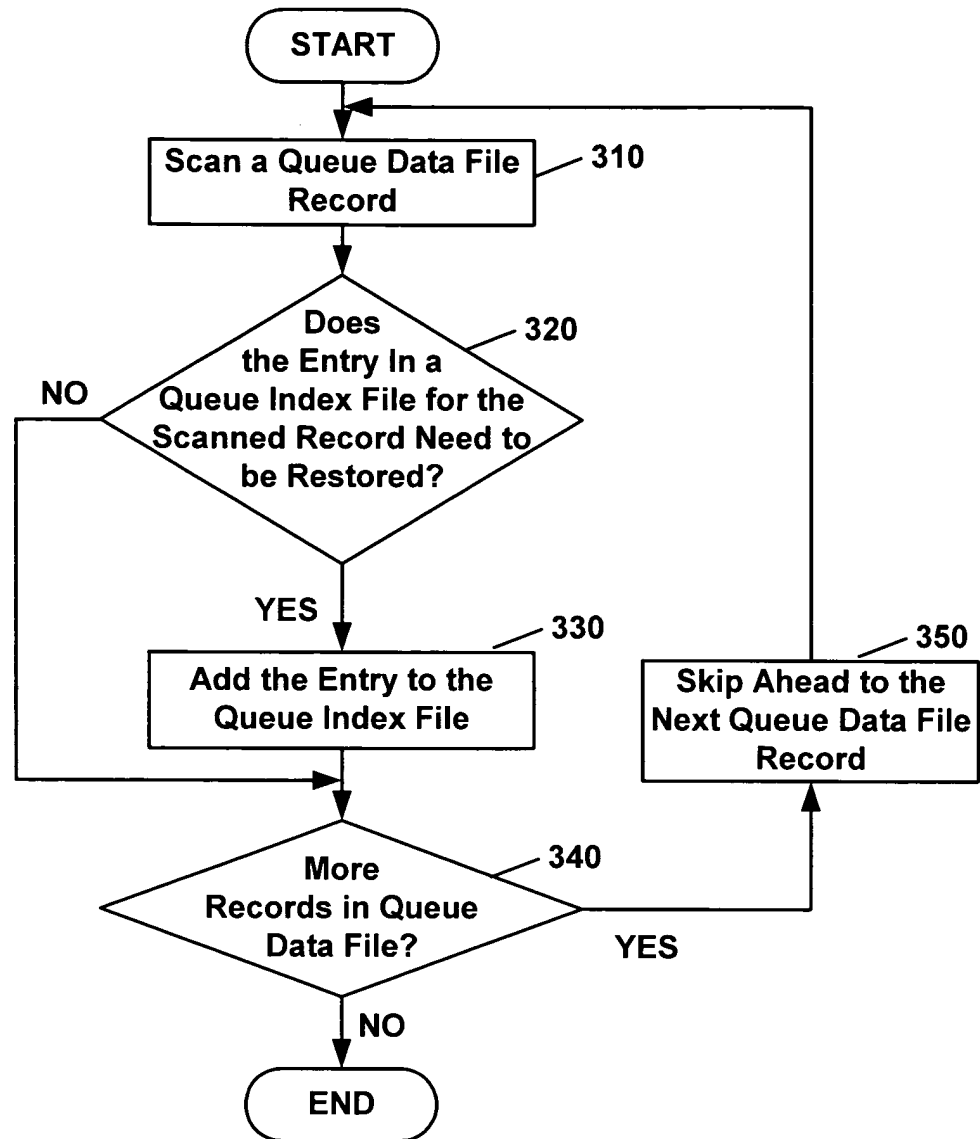 START
Scan a Queue Data File
Record
310
Does
the Entry In a
Queue Index File for the
Scanned Record Need to
be Restored?
320
NO
YES
330
Add the Entry to the
Queue Index File
350
Skip Ahead to the
Next Queue Data File
Record
More
Records in Queue
Data File?
340
YES
NO
END